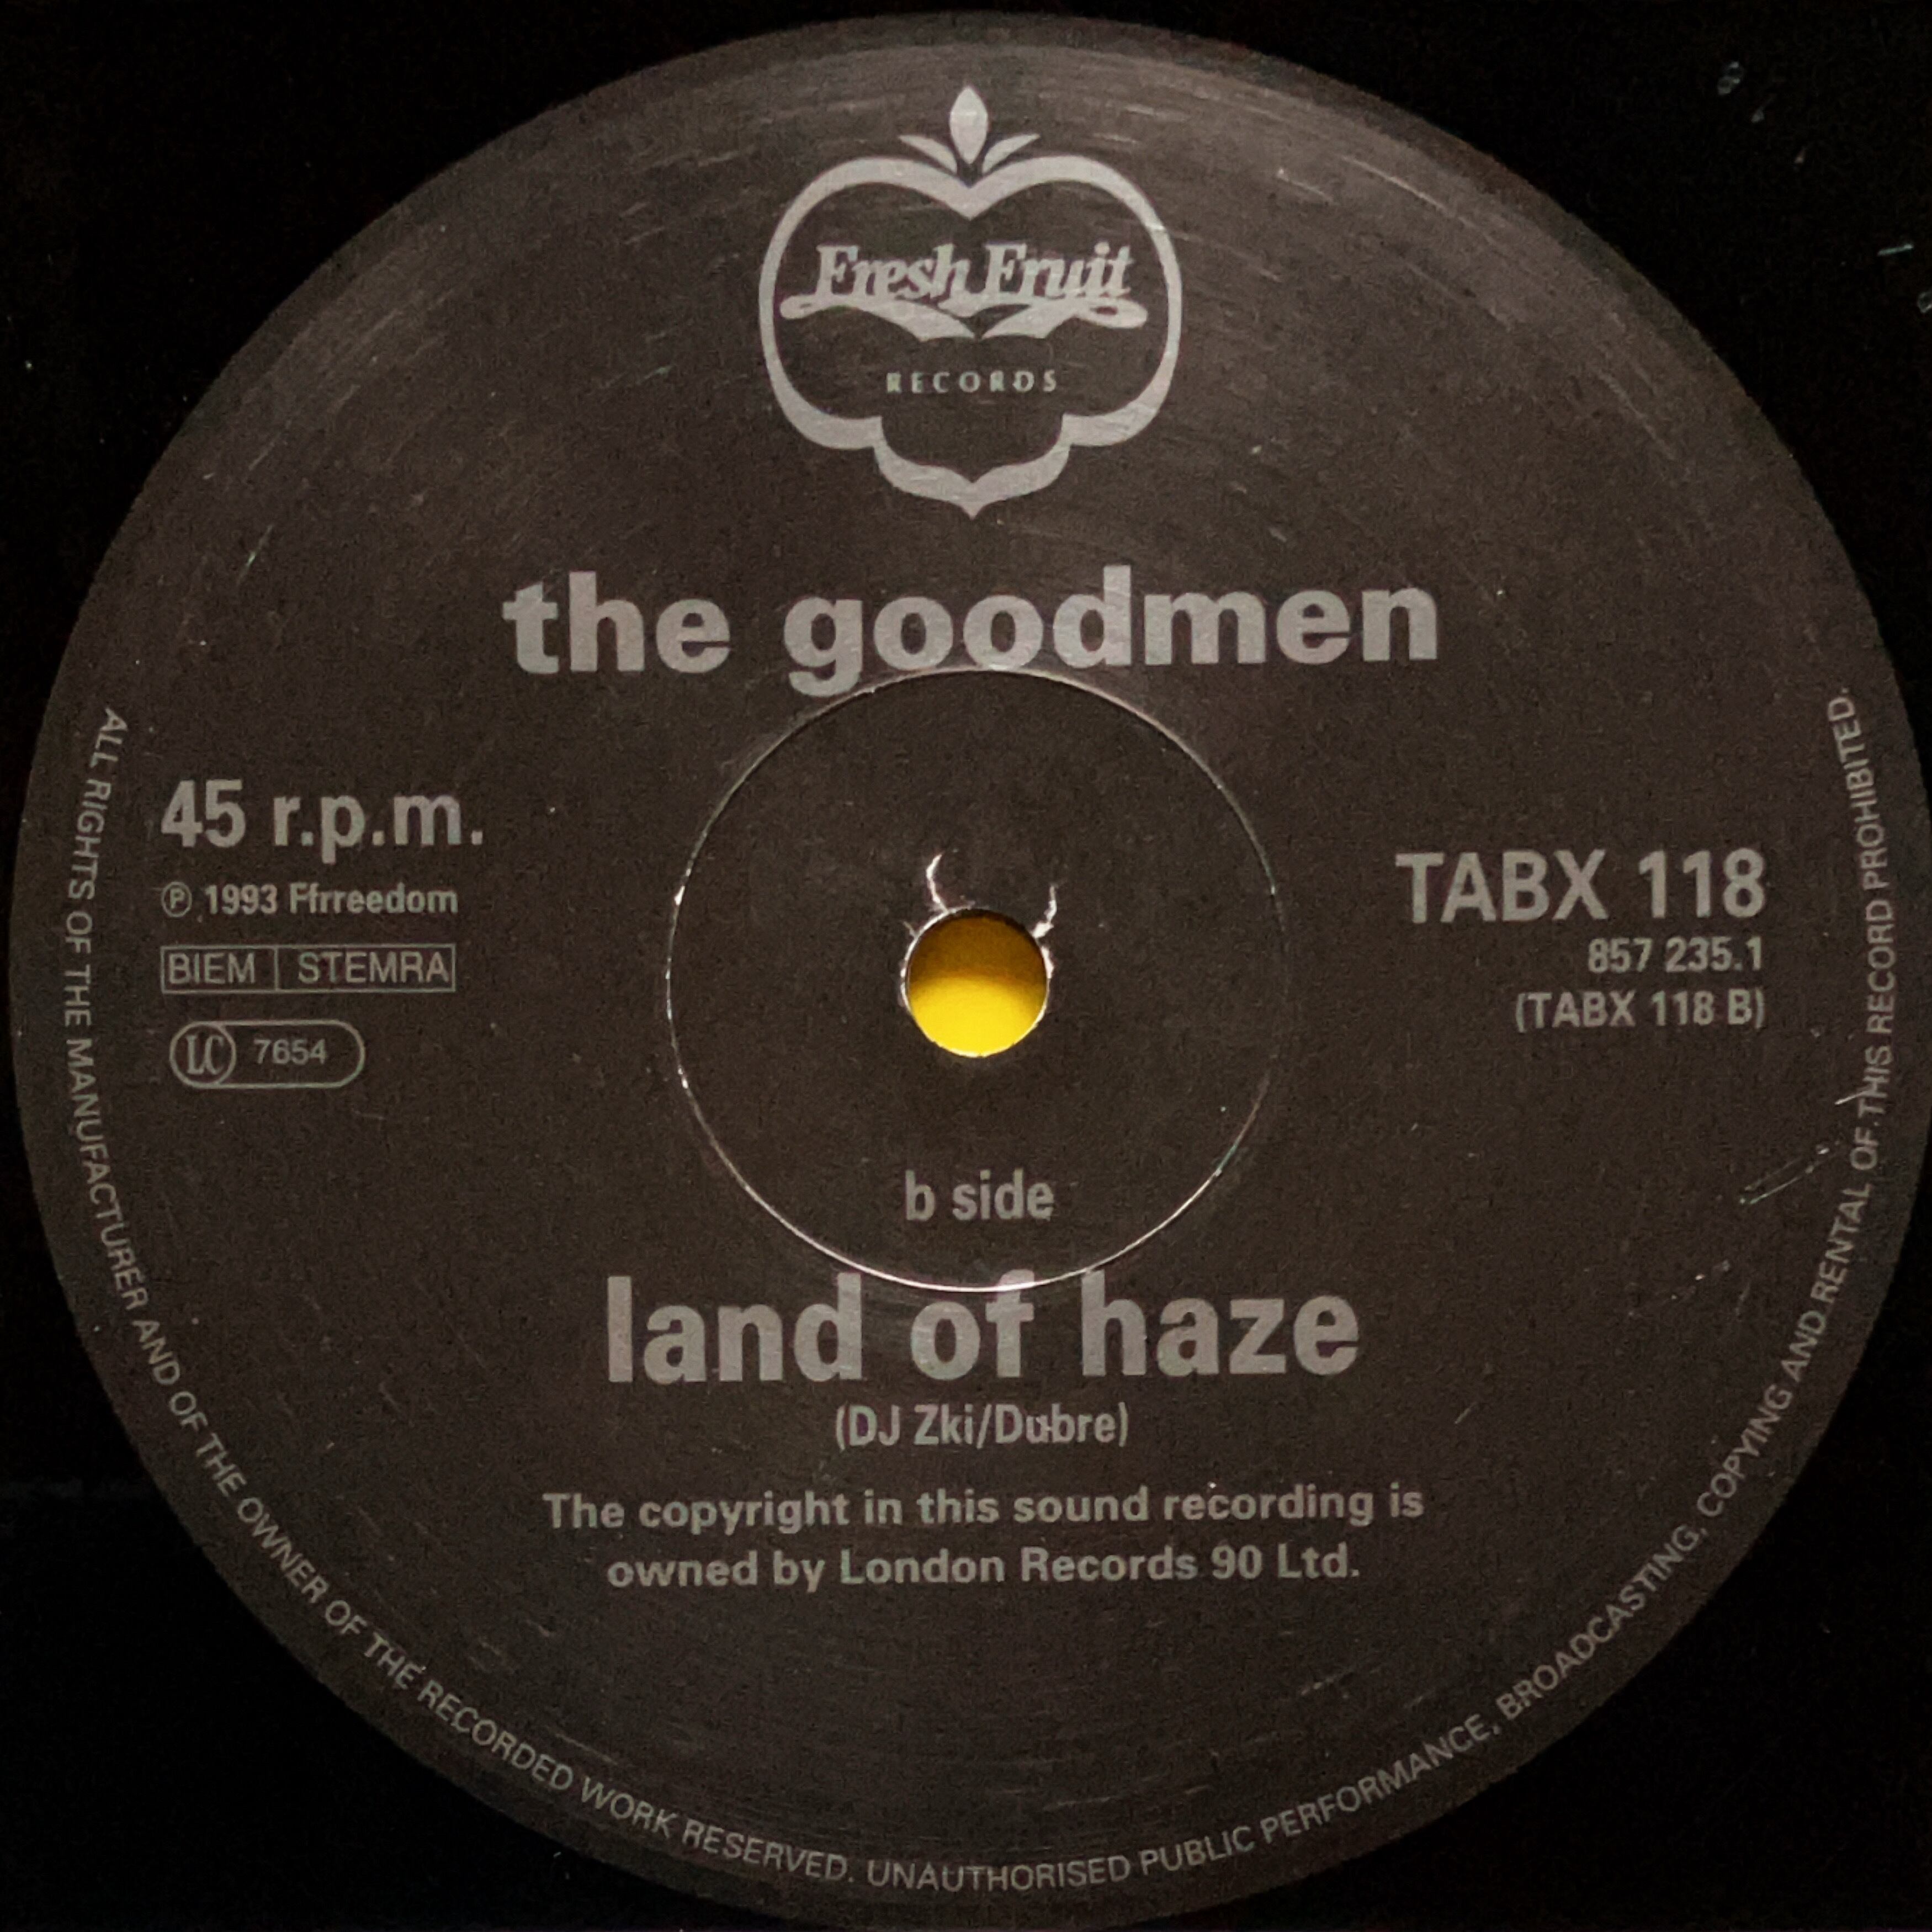 Fresh Fruit
RECORDS
the goodmen
45 r.p.m.
℗ 1993 Ffrreedom
BIEM STEMRA
LC 7654
TABX 118
857 235.1
(TABX 118 B)
b side
land of haze
(DJ Zki/Dubre)
The copyright in this sound recording is
owned by London Records 90 Ltd.
ALL RIGHTS OF THE MANUFACTURER AND OF THE OWNER OF THE RECORDED WORK RESERVED. UNAUTHORISED PUBLIC PERFORMANCE, BROADCASTING, COPYING AND RENTAL OF THIS RECORD PROHIBITED.